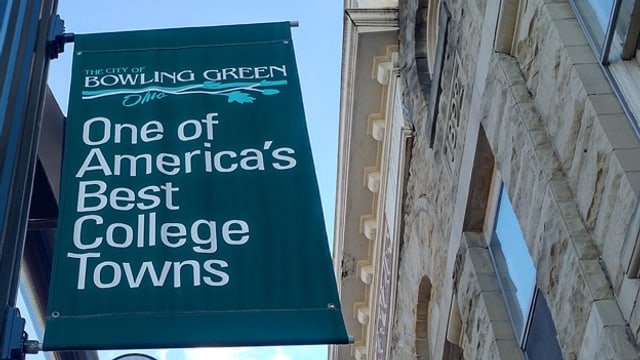 THE CITY OF
BOWLING GREEN
Ohio
One of
America's
Best
College
Towns